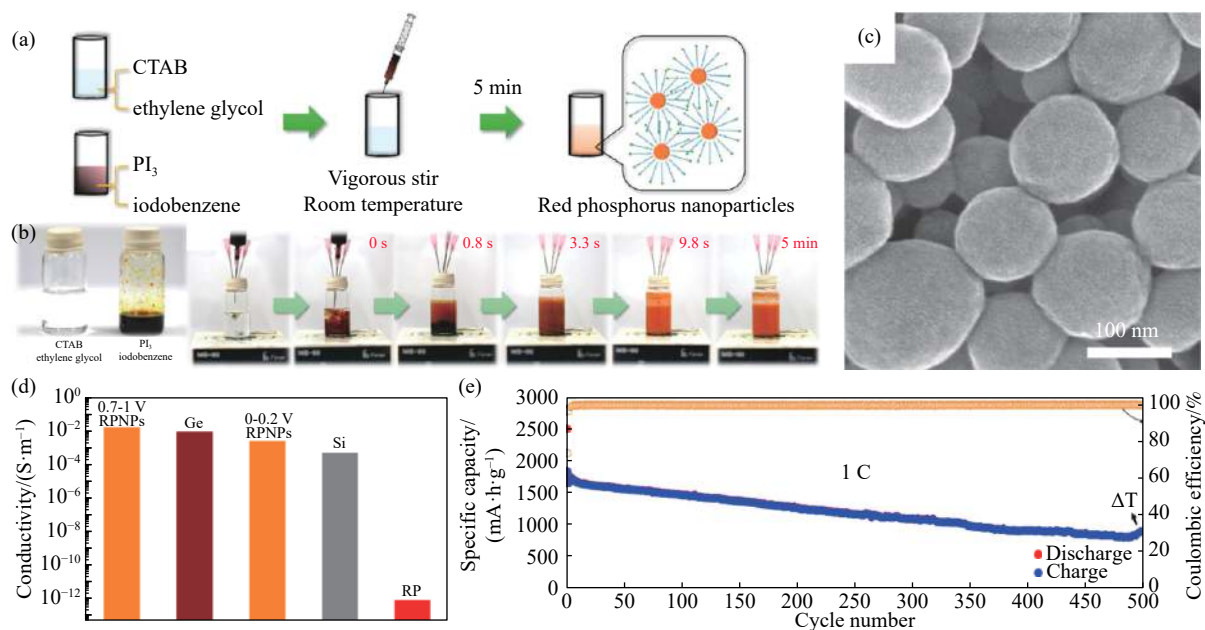 (a)
CTAB
ethylene glycol
PI₃
iodobenzene
Vigorous stir
Room temperature
5 min
Red phosphorus nanoparticles
(b)
CTAB
ethylene glycol
PI₃
iodobenzene
0 s
0.8 s
3.3 s
9.8 s
5 min
(c)
100 nm
(d)
Conductivity/(S·m⁻¹)
10⁰
10⁻²
10⁻⁴
10⁻⁶
10⁻⁸
10⁻¹⁰
10⁻¹²
0.7-1 V
RPNPs
Ge
0-0.2 V
RPNPs
Si
RP
(e)
Specific capacity/
(mA·h·g⁻¹)
3000
2500
2000
1500
1000
500
0
1 C
ΔT
Discharge
Charge
100
80
60
40
20
0
Coulombic efficiency/%
0 50 100 150 200 250 300 350 400 450 500
Cycle number